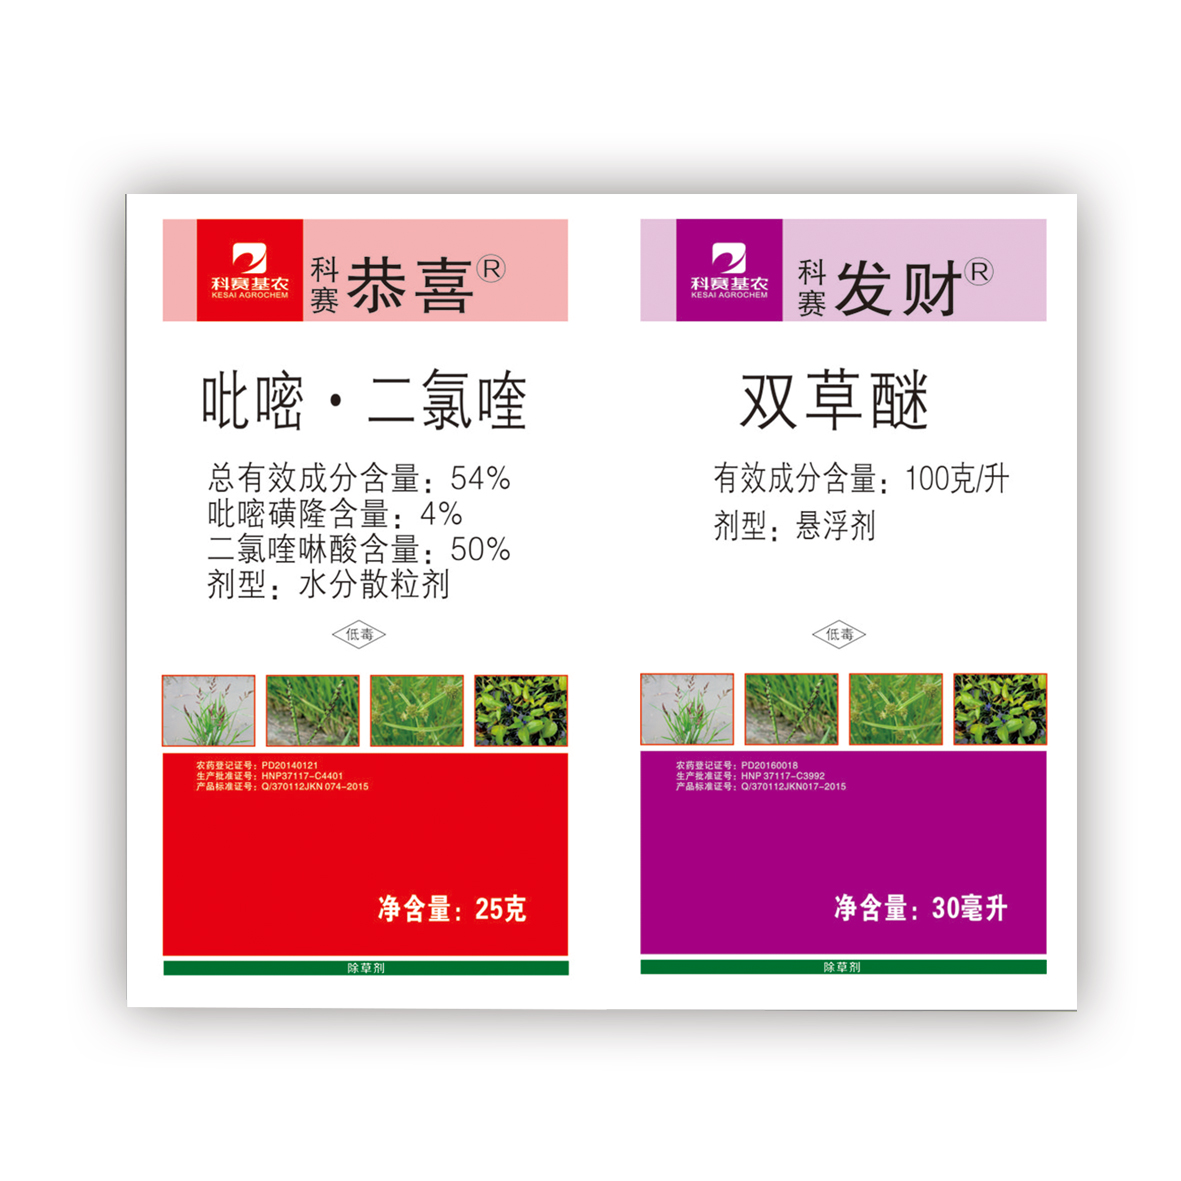 科赛基农
KESAI AGROCHEM
科赛
恭喜®
吡嘧·二氯喹
总有效成分含量：54%
吡嘧磺隆含量：4%
二氯喹啉酸含量：50%
剂型：水分散粒剂
低毒
农药登记证号：PD20140121
生产批准证号：HNP37117-C4401
产品标准证号：Q/370112JKN 074-2015
净含量：25克
除草剂
科赛基农
KESAI AGROCHEM
科赛
发财®
双草醚
有效成分含量：100克/升
剂型：悬浮剂
低毒
农药登记证号：PD20160018
生产批准证号：HNP 37117-C3992
产品标准证号：Q/370112JKN017-2015
净含量：30毫升
除草剂